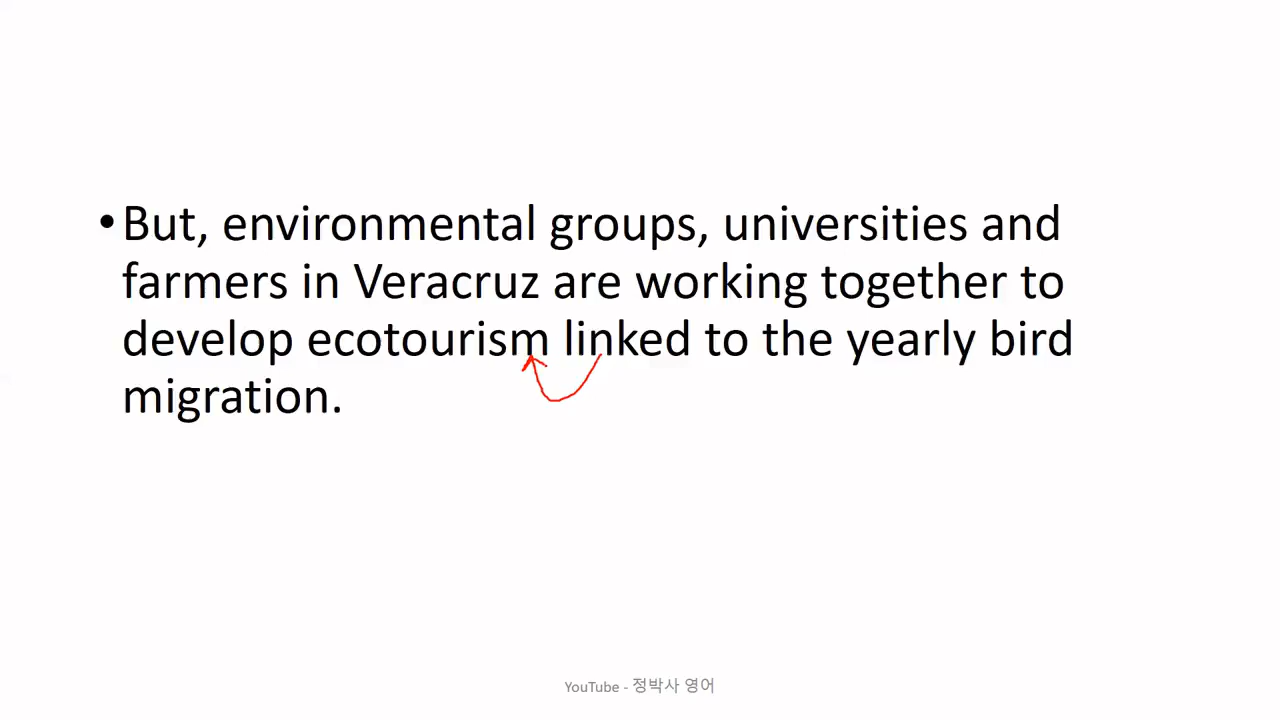 •But, environmental groups, universities and
farmers in Veracruz are working together to
develop ecotourism linked to the yearly bird
migration.
YouTube - 정박사 영어